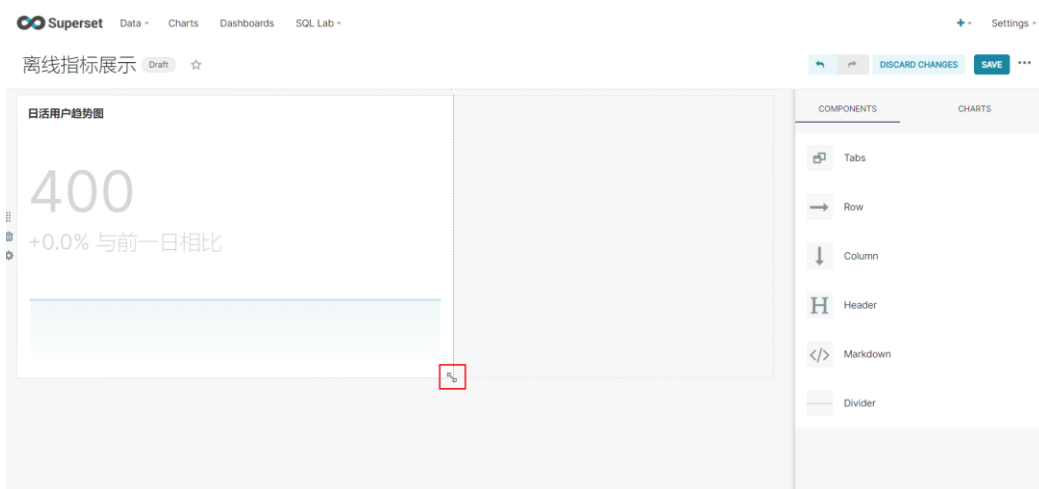 Superset Data Charts Dashboards SQL Lab + Settings
离线指标展示 Draft DISCARD CHANGES SAVE ...
日活用户趋势图
400
+0.0% 与前一日相比
COMPONENTS CHARTS
Tabs
Row
Column
H Header
</> Markdown
Divider